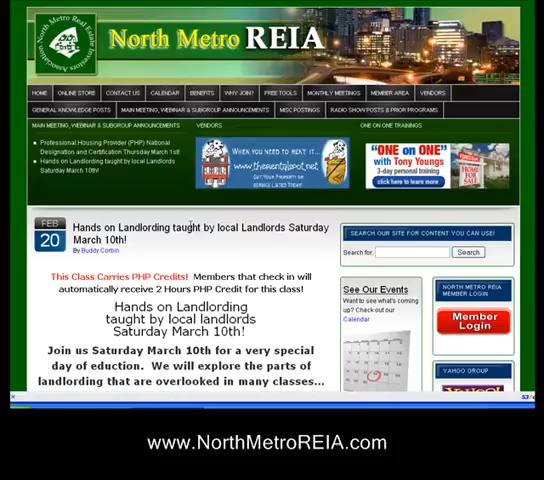 North Metro Real Estate Investors Association
North Metro REIA
HOME ONLINE STORE CONTACT US CALENDAR BENEFITS WHY JOIN? FREE TOOLS MONTHLY MEETINGS MEMBER AREA VENDORS
GENERAL KNOWLEDGE POSTS MAIN MEETING, WEBINAR & SUBGROUP ANNOUNCEMENTS MISC POSTINGS RADIO SHOW POSTS & PRIOR PROGRAMS
MAIN MEETING, WEBINAR & SUBGROUP ANNOUNCEMENTS
Professional Housing Provider (PHP) National
Designation and Certification Thursday March 1st!
Hands on Landlording taught by local Landlords
Saturday March 10th!
VENDORS
WHEN YOU NEED TO RENT IT...
www.therentalspot.net
GET YOUR PROPERTY OR
SERVICE LISTED TODAY!
ONE ON ONE TRAININGS
"ONE on ONE"
with Tony Youngs
3-day personal training
click here to learn more!
FEB
20
Hands on Landlording taught by local Landlords Saturday
March 10th!
By Buddy Corbin
This Class Carries PHP Credits! Members that check in will
automatically receive 2 Hours PHP Credit for this class!
Hands on Landlording
taught by local landlords
Saturday March 10th!
Join us Saturday March 10th for a very special
day of eduction. We will explore the parts of
landlording that are overlooked in many classes...
SEARCH OUR SITE FOR CONTENT YOU CAN USE!
Search for: Search
See Our Events
Want to see what's coming
up? Check out our
Calendar
NORTH METRO REIA
MEMBER LOGIN
Member
Login
YAHOO GROUP
YAHOO!
www.NorthMetroREIA.com